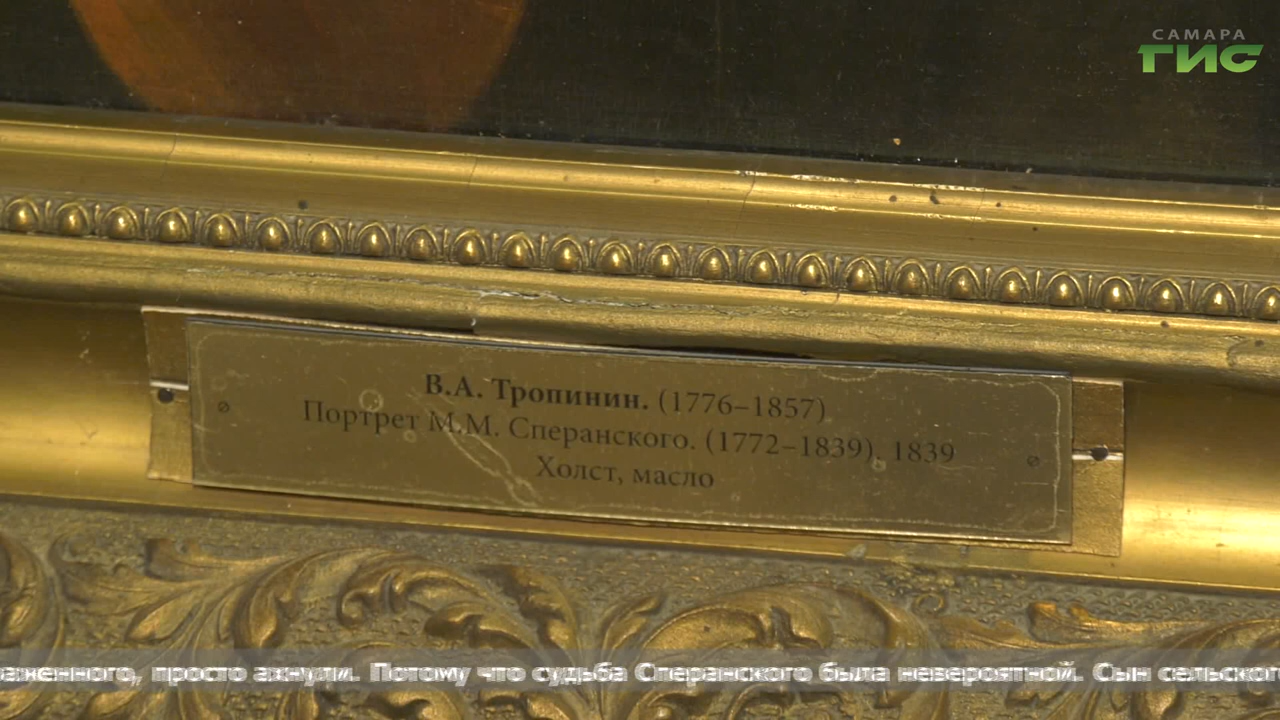 САМАРА
ГИС
В.А. Тропинин. (1776–1857)
Портрет М.М. Сперанского. (1772–1839), 1839
Холст, масло
просто ахнули. Потому что судьба Сперанского была невероятной. Сын